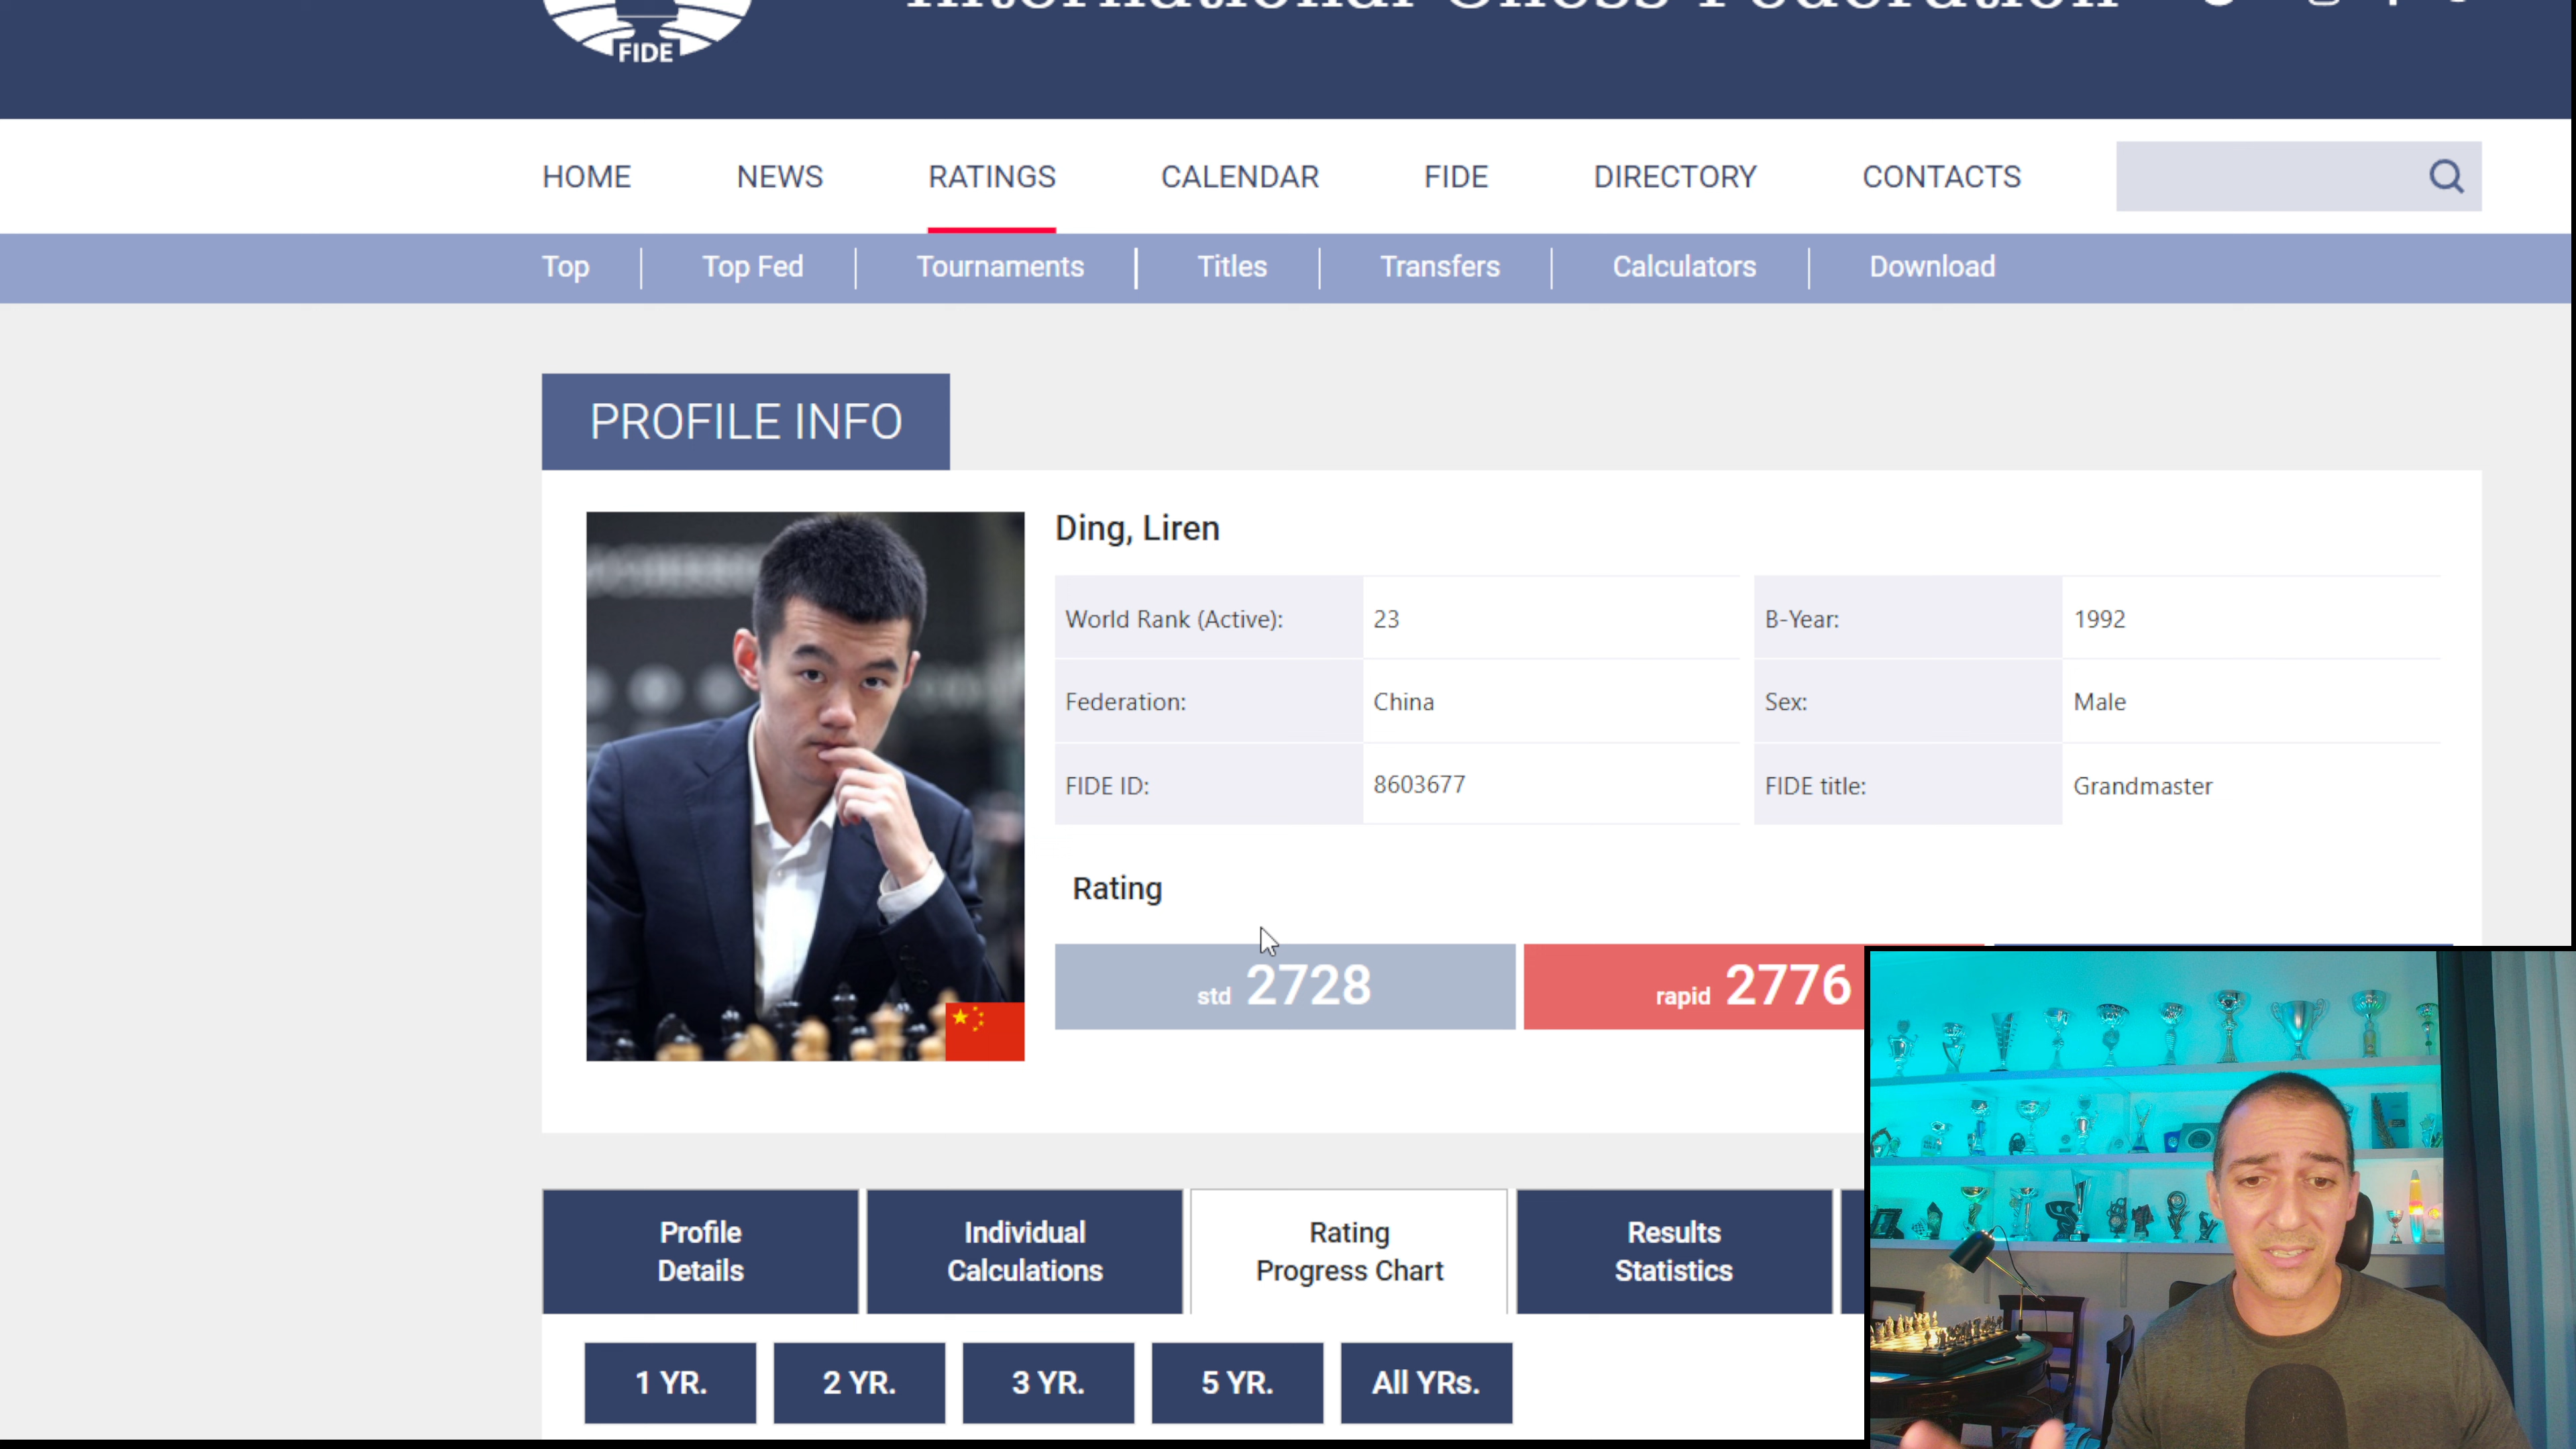 International Chess Federation
FIDE
HOME NEWS RATINGS CALENDAR FIDE DIRECTORY CONTACTS
Top Top Fed Tournaments Titles Transfers Calculators Download
PROFILE INFO
Ding, Liren
World Rank (Active): 23 B-Year: 1992
Federation: China Sex: Male
FIDE ID: 8603677 FIDE title: Grandmaster
Rating
std 2728 rapid 2776
Profile Details
Individual Calculations
Rating Progress Chart
Results Statistics
1 YR. 2 YR. 3 YR. 5 YR. All YRs.